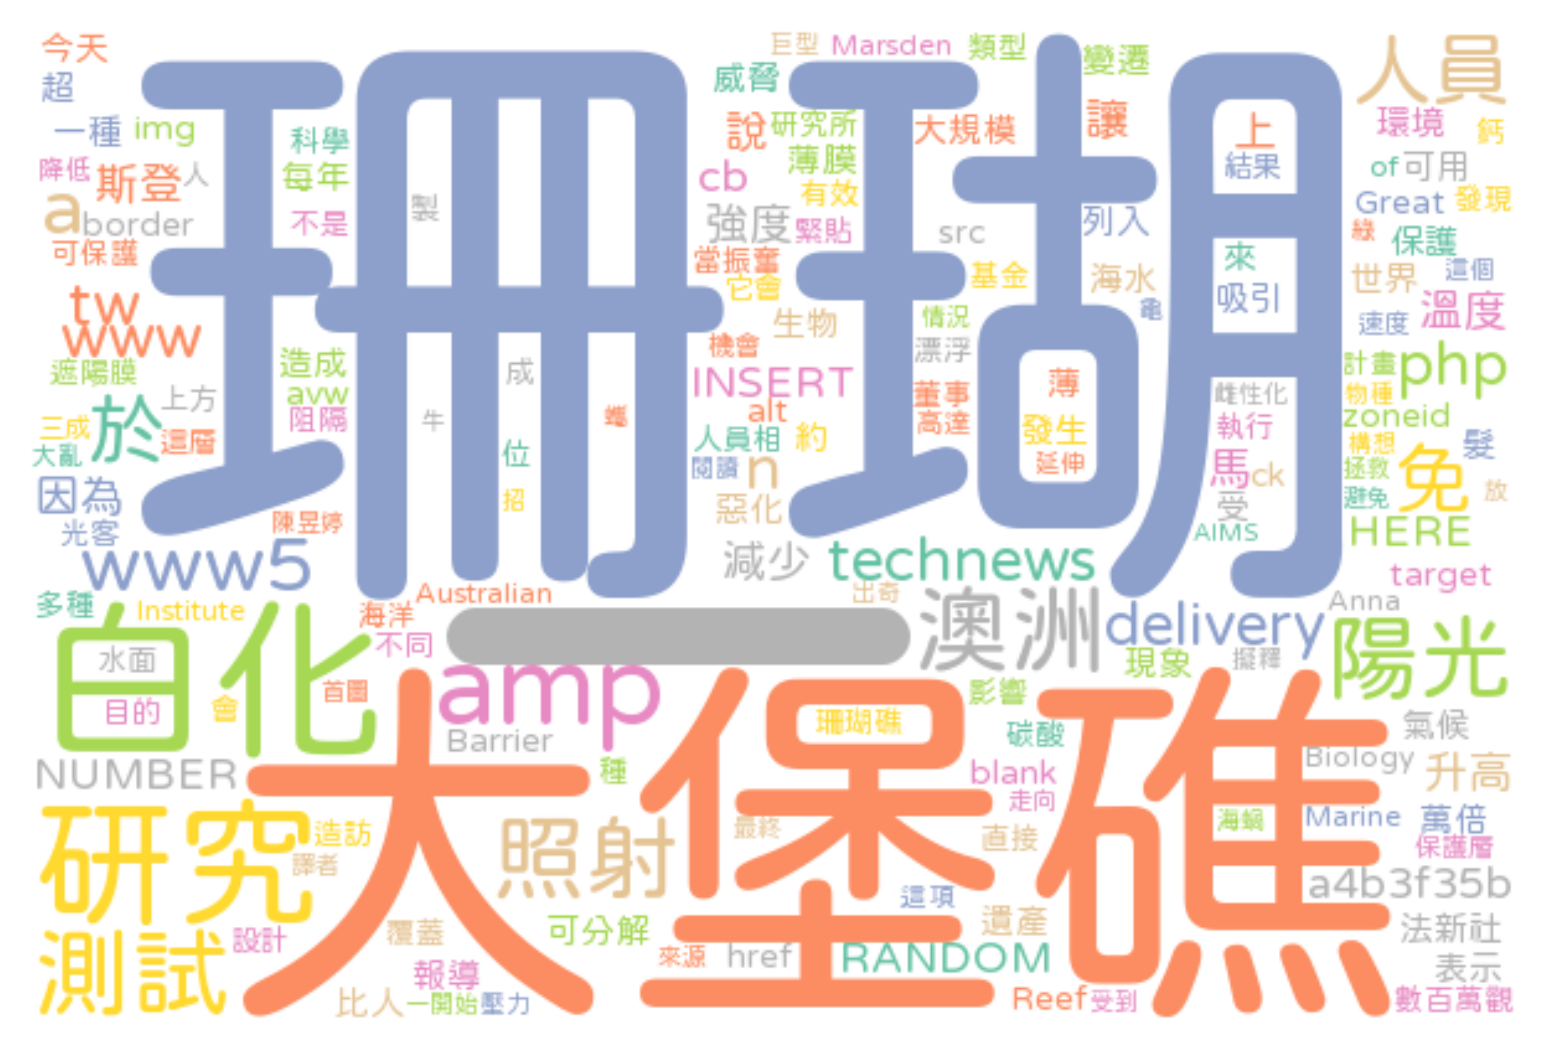 今天
超
一種 img
降低 斯登 人
a border
可保護
tw
www
遮陽膜
上方
三成 於 這層
大亂
因為
光客
www5
科學
每年
不是
造成
avw
阻隔
陳昱婷
珊瑚
製
成
牛
位
招
巨型 Marsden 類型
威脅
變遷
說 研究所 大規模 讓
薄膜
cb 有效
強度 緊貼 src 列入
當振奮
它會 基金 海水
龜
生物 情況
機會 漂浮
INSERT 董事 薄
alt 高達
人員相 約 發生
閱讀 n 延伸
惡化
減少 technews
上
結果
來
吸引
雌性化
執行
馬 ck
受
AIMS
人員
環境 鈣
of 可用
Great 發現
綠 保護
世界 這個
速度 溫度
計畫 php
物種
zoneid
構想 髮
拯救 免
避免 放
HERE
target
多種 Institute 海洋 Australian 出奇 澳洲 delivery Anna
不同 現象 擬釋 陽光
白化
水面
目的 會 首圖
amp
Barrier
影響
珊瑚礁
碳酸
氣候
NUMBER 大堡礁 種 blank Biology 升高
走向
研究 造訪 照射 最終 直接 海蝸 Marine 萬倍
譯者 保護層
a4b3f35b
這項
測試 設計 覆蓋 可分解 遺產 法新社
報導 來源 href RANDOM 表示
比人 一開始 壓力 Reef 受到 數百萬觀